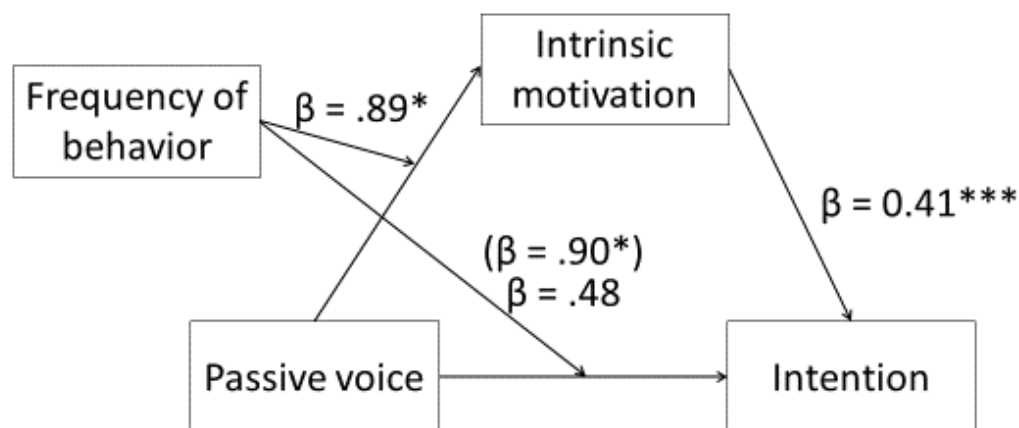 Intrinsic
motivation
Frequency of
behavior
β = .89*
β = 0.41***
(β = .90*)
β = .48
Passive voice
Intention